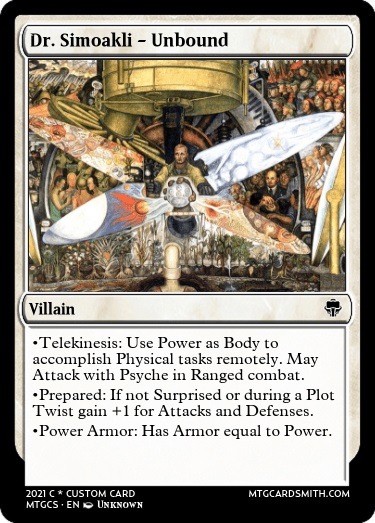 Dr. Simoakli – Unbound
Villain
•Telekinesis: Use Power as Body to
accomplish Physical tasks remotely. May
Attack with Psyche in Ranged combat.
•Prepared: If not Surprised or during a Plot
Twist gain +1 for Attacks and Defenses.
•Power Armor: Has Armor equal to Power.
2021 C * CUSTOM CARD
MTGCS • EN Unknown
MTGCARDSMITH.COM